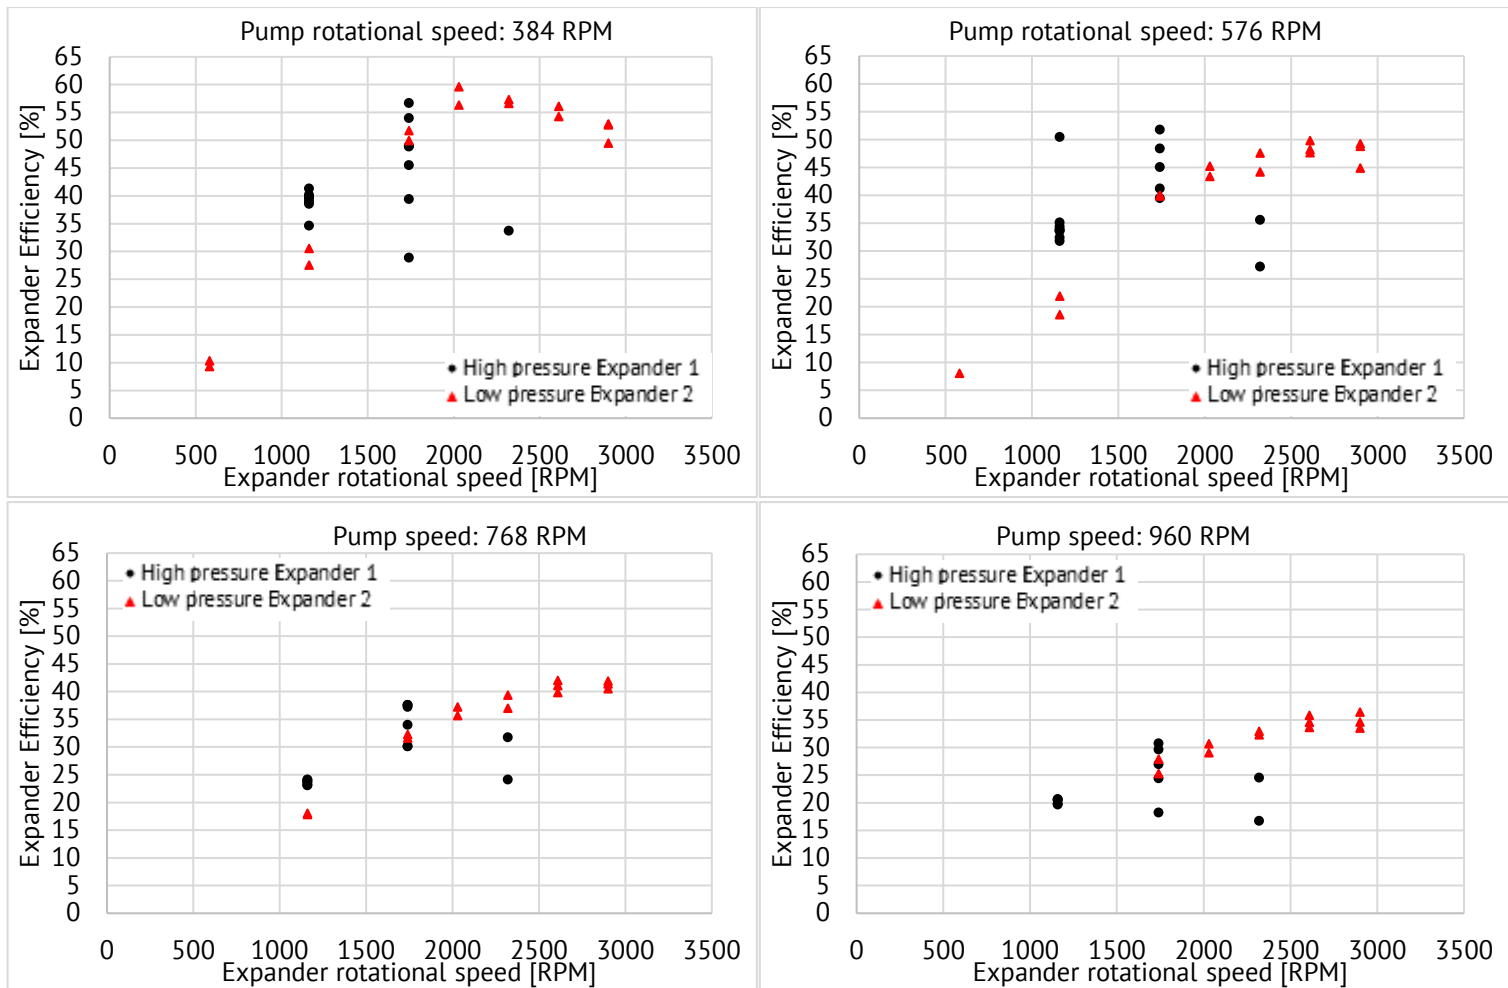 Pump rotational speed: 384 RPM
65
60
55
50
45
40
35
30
25
20
15
10
5
0
Expander Efficiency [%]
High pressure Expander 1
Low pressure Expander 2
0 500 1000 1500 2000 2500 3000 3500
Expander rotational speed [RPM]
Pump rotational speed: 576 RPM
65
60
55
50
45
40
35
30
25
20
15
10
5
0
Expander Efficiency [%]
High pressure Expander 1
Low pressure Expander 2
0 500 1000 1500 2000 2500 3000 3500
Expander rotational speed [RPM]
Pump speed: 768 RPM
65
60
55
50
45
40
35
30
25
20
15
10
5
0
Expander Efficiency [%]
High pressure Expander 1
Low pressure Expander 2
0 500 1000 1500 2000 2500 3000 3500
Expander rotational speed [RPM]
Pump speed: 960 RPM
65
60
55
50
45
40
35
30
25
20
15
10
5
0
Expander Efficiency [%]
High pressure Expander 1
Low pressure Expander 2
0 500 1000 1500 2000 2500 3000 3500
Expander rotational speed [RPM]